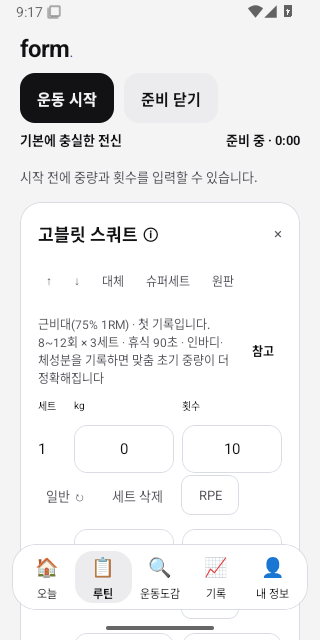 9:17
form.
운동 시작 준비 닫기
기본에 충실한 전신 준비 중 · 0:00
시작 전에 중량과 횟수를 입력할 수 있습니다.
고블릿 스쿼트 ⓘ ×
↑ ↓ 대체 슈퍼세트 원판
근비대(75% 1RM) · 첫 기록입니다.
8~12회 × 3세트 · 휴식 90초 · 인바디·
체성분을 기록하면 맞춤 초기 중량이 더
정확해집니다
참고
세트 kg 횟수
1 0 10
일반 ↻ 세트 삭제 RPE
오늘 루틴 운동도감 기록 내 정보